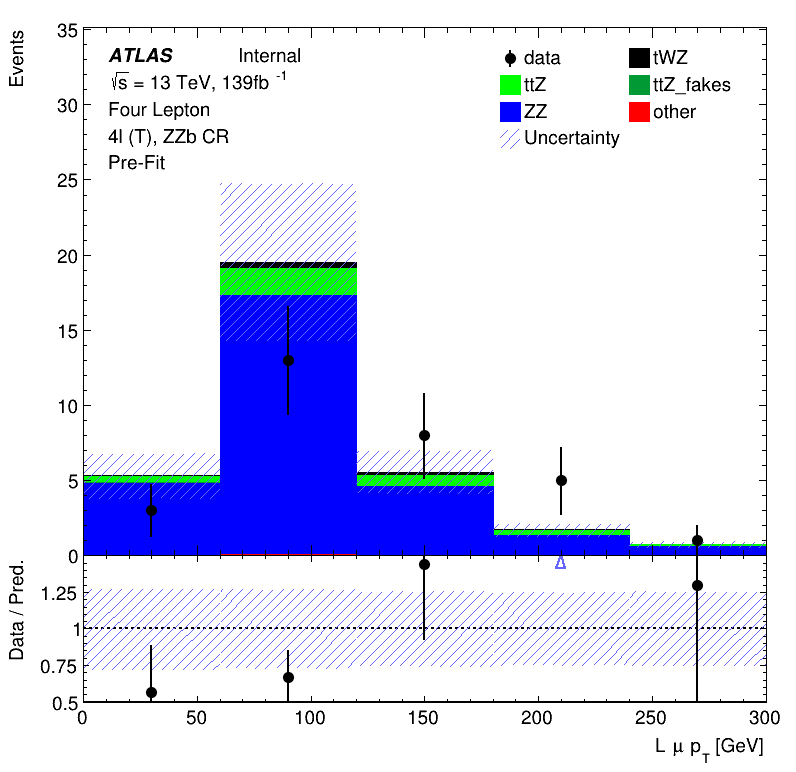 Events
35
30
25
20
15
10
5
0
ATLAS Internal
√s = 13 TeV, 139fb⁻¹
Four Lepton
4l (T), ZZb CR
Pre-Fit
data
tWZ
ttZ
ttZ_fakes
ZZ
other
Uncertainty
Data / Pred.
1.25
1
0.75
0.5
0 50 100 150 200 250 300
L μ p_T [GeV]